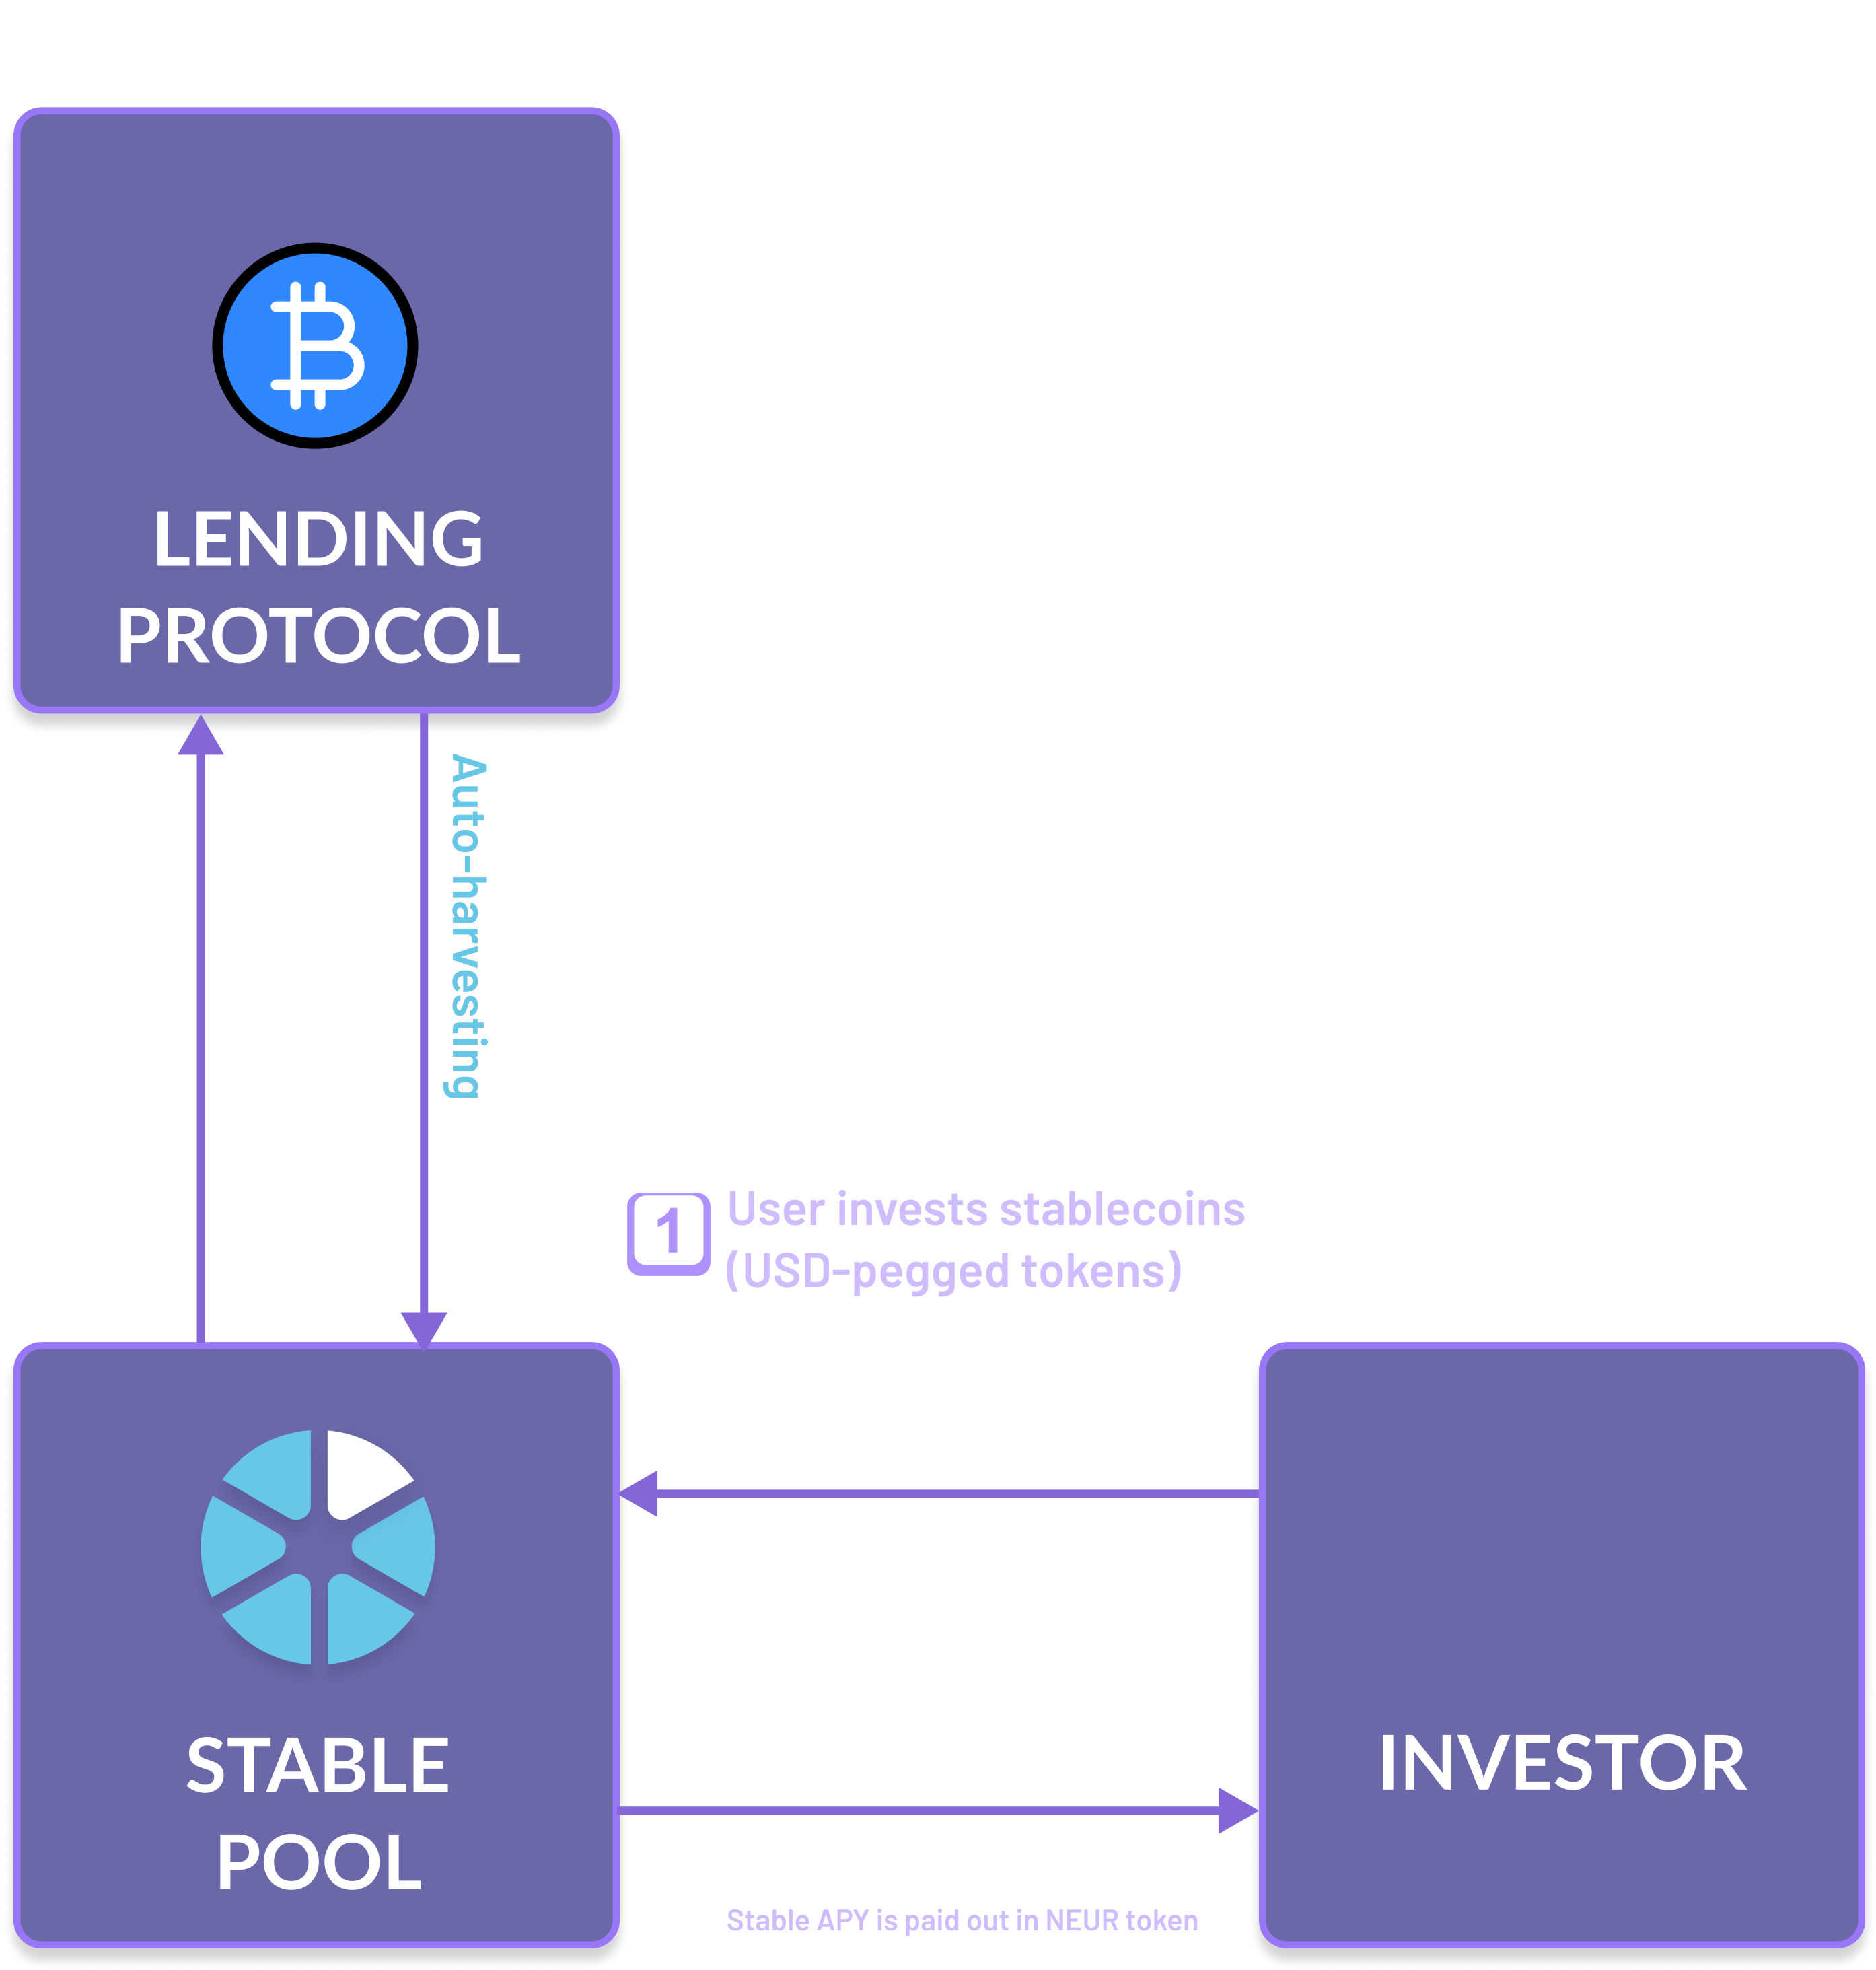 LENDING
PROTOCOL
Auto-harvesting
1
User invests stablecoins
(USD-pegged tokens)
STABLE
POOL
INVESTOR
Stable APY is paid out in NEUR token